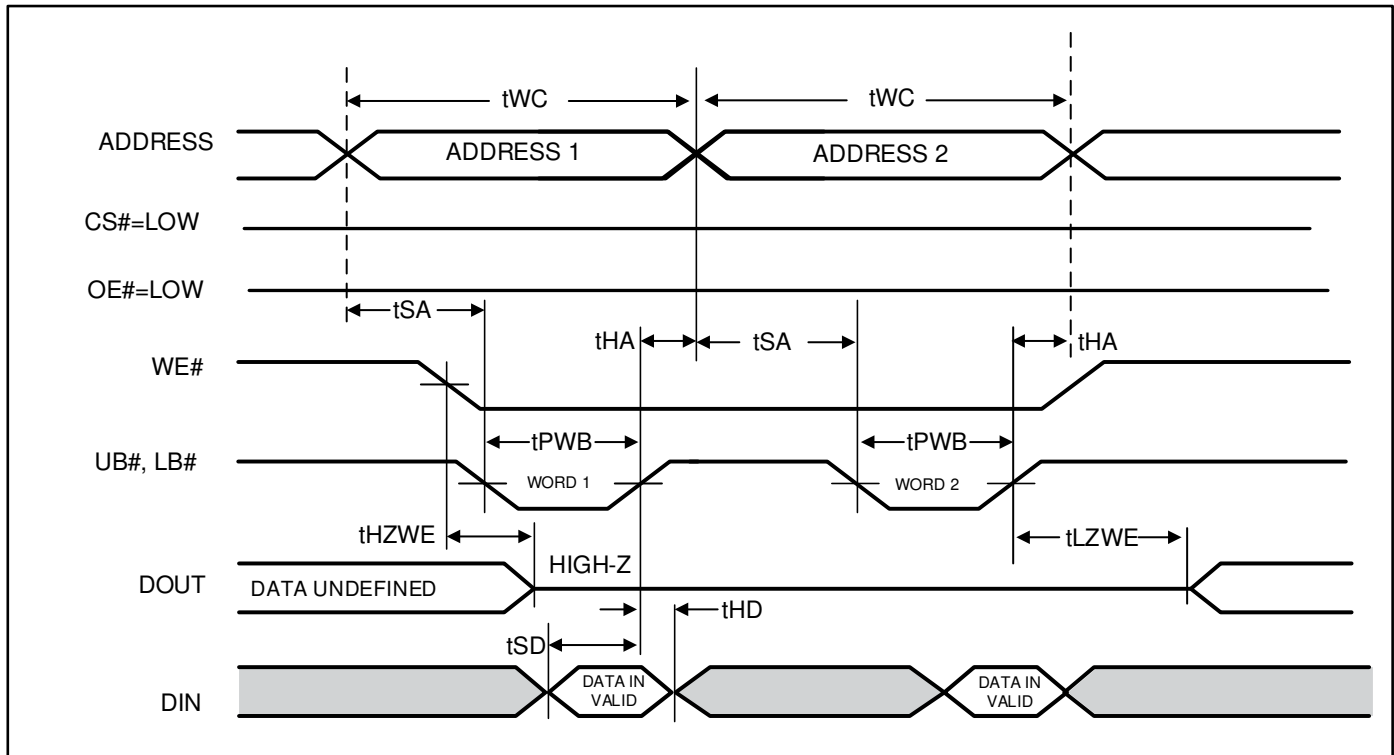 tWC tWC
ADDRESS ADDRESS 1 ADDRESS 2
CS#=LOW
OE#=LOW
tSA tHA tSA tHA
WE#
tPWB tPWB
UB#, LB# WORD 1 WORD 2
tHZWE tLZWE
HIGH-Z
DOUT DATA UNDEFINED
tHD
tSD
DIN DATA IN VALID DATA IN VALID